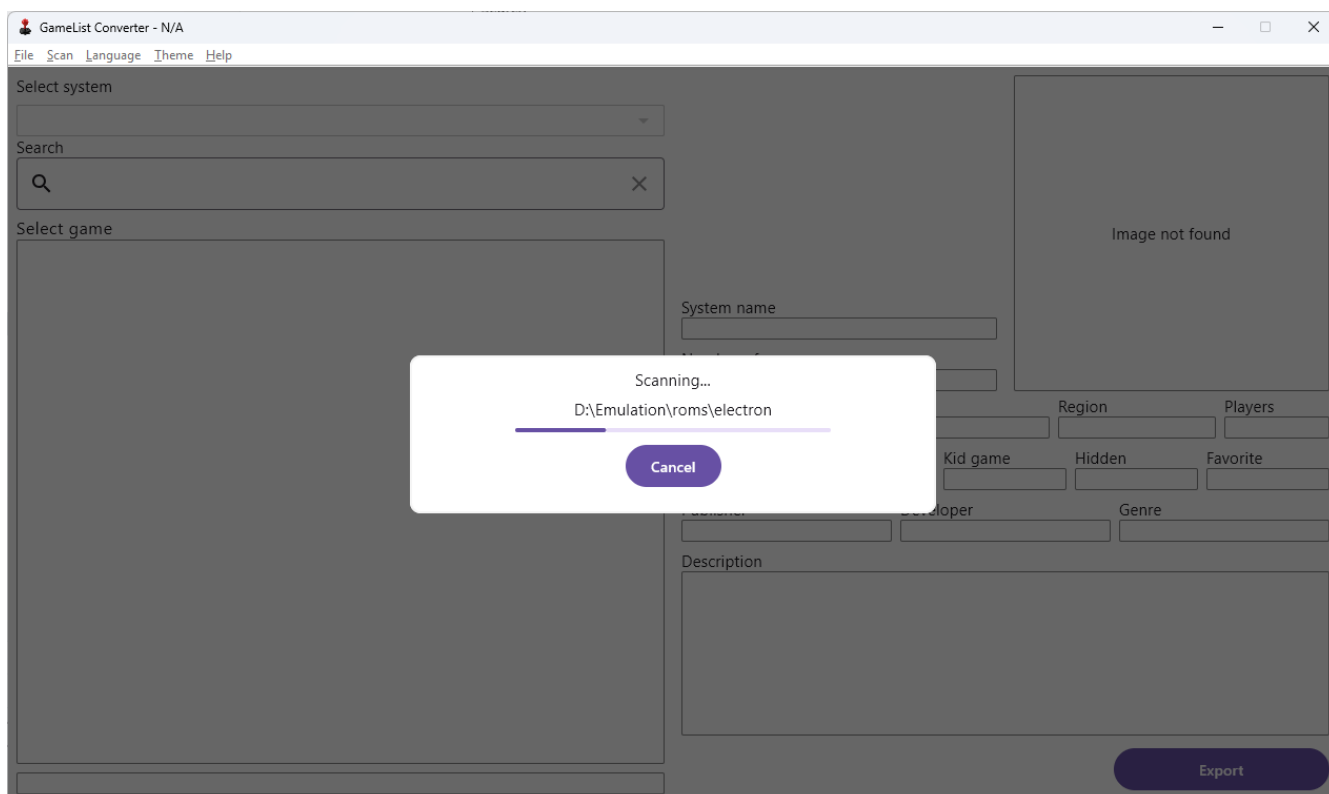 GameList Converter - N/A
File Scan Language Theme Help
Select system
Search
Select game
Image not found
System name
Scanning...
D:\Emulation\roms\electron
Cancel
Region Players
Kid game Hidden Favorite
Publisher Developer Genre
Description
Export